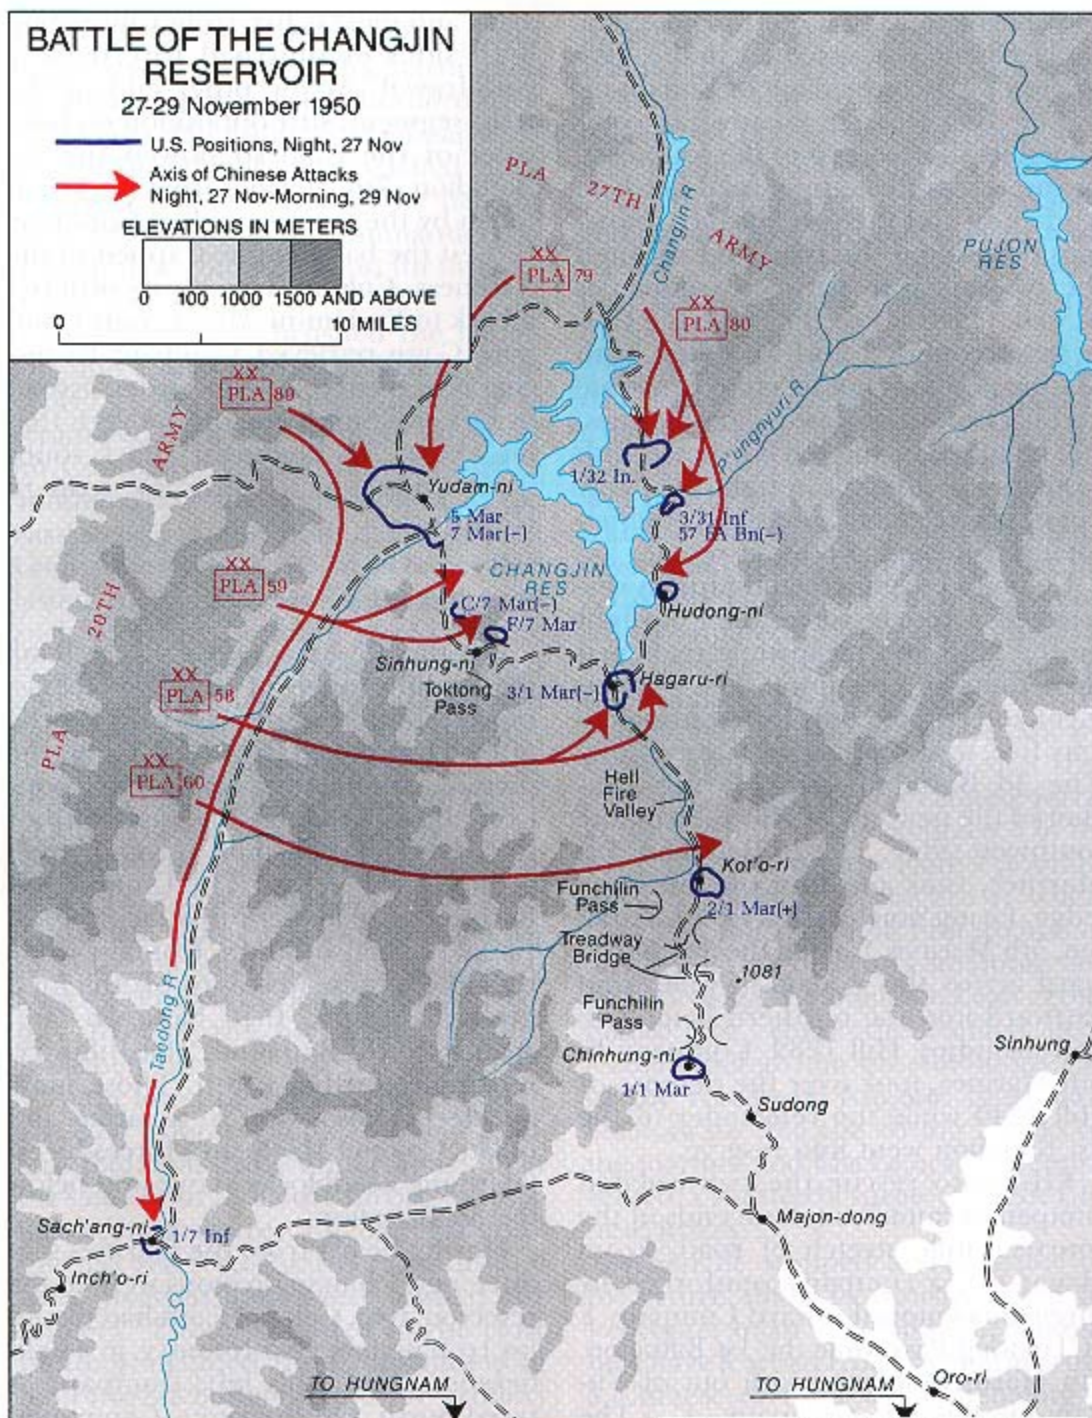 BATTLE OF THE CHANGJIN
RESERVOIR
27-29 November 1950
U.S. Positions, Night, 27 Nov
Axis of Chinese Attacks
Night, 27 Nov-Morning, 29 Nov
ELEVATIONS IN METERS
0 100 1000 1500 AND ABOVE
0 10 MILES
PLA 27TH ARMY
Changjin R
PUJON
RES
XX
PLA 79
XX
PLA 80
XX
PLA 89
P'ungnyuri R
PLA 20TH ARMY
1/32 In.
Yudam-ni
5 Mar
7 Mar(-)
3/31 Inf
57 FA Bn(-)
XX
PLA 59
CHANGJIN
RES
C/7 Mar(-)
F/7 Mar
Hudong-ni
Sinhung-ni
Toktong
Pass
3/1 Mar(-)
Hagaru-ri
XX
PLA 58
XX
PLA 60
Hell
Fire
Valley
Kot'o-ri
2/1 Mar(+)
Funchilin
Pass
Treadway
Bridge
1081
Taedong R
Funchilin
Pass
Chinhung-ni
1/1 Mar
Sinhung
Sudong
Sach'ang-ni
1/7 Inf
Majon-dong
Inch'o-ri
Oro-ri
TO HUNGNAM
TO HUNGNAM